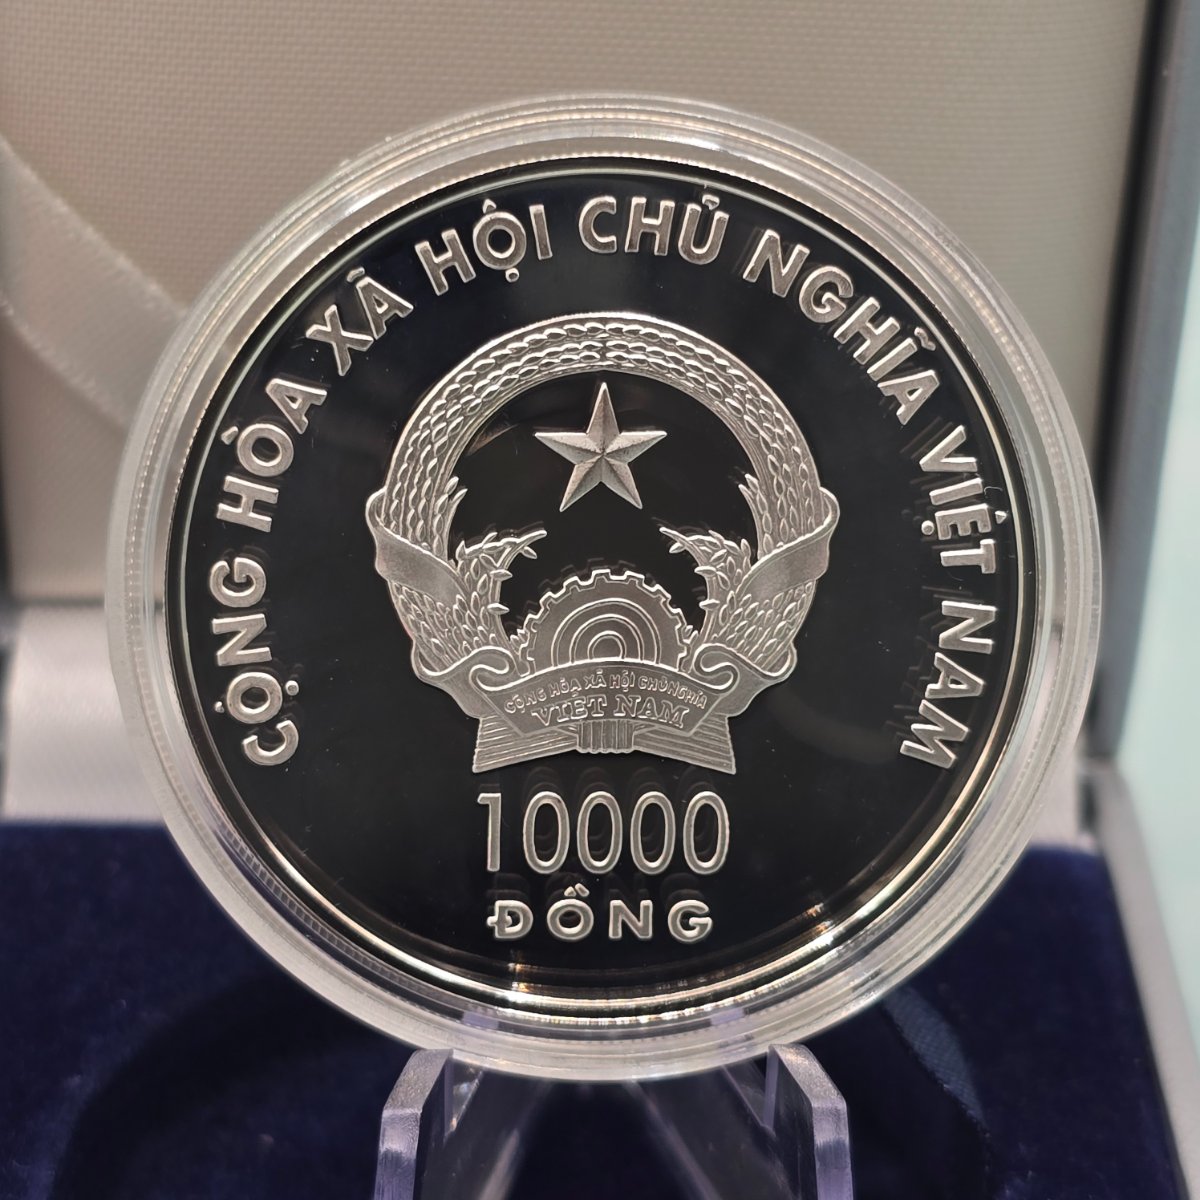 CỘNG HÒA XÃ HỘI CHỦ NGHĨA VIỆT NAM
CỘNG HÒA XÃ HỘI CHỦ NGHĨA
VIỆT NAM
10000
ĐỒNG